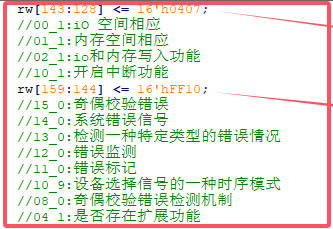 rw[143:128] <= 16'h0407;
//00_1:iO 空间相应
//01_1:内存空间相应
//02_1:io和内存写入功能
//10_1:开启中断功能
rw[159:144] <= 16'hFF10;
//15_0:奇偶校验错误
//14_0:系统错误信号
//13_0:检测一种特定类型的错误情况
//12_0:错误监测
//11_0:错误标记
//10_9:设备选择信号的一种时序模式
//08_0:奇偶校验错误检测机制
//04_1:是否存在扩展功能